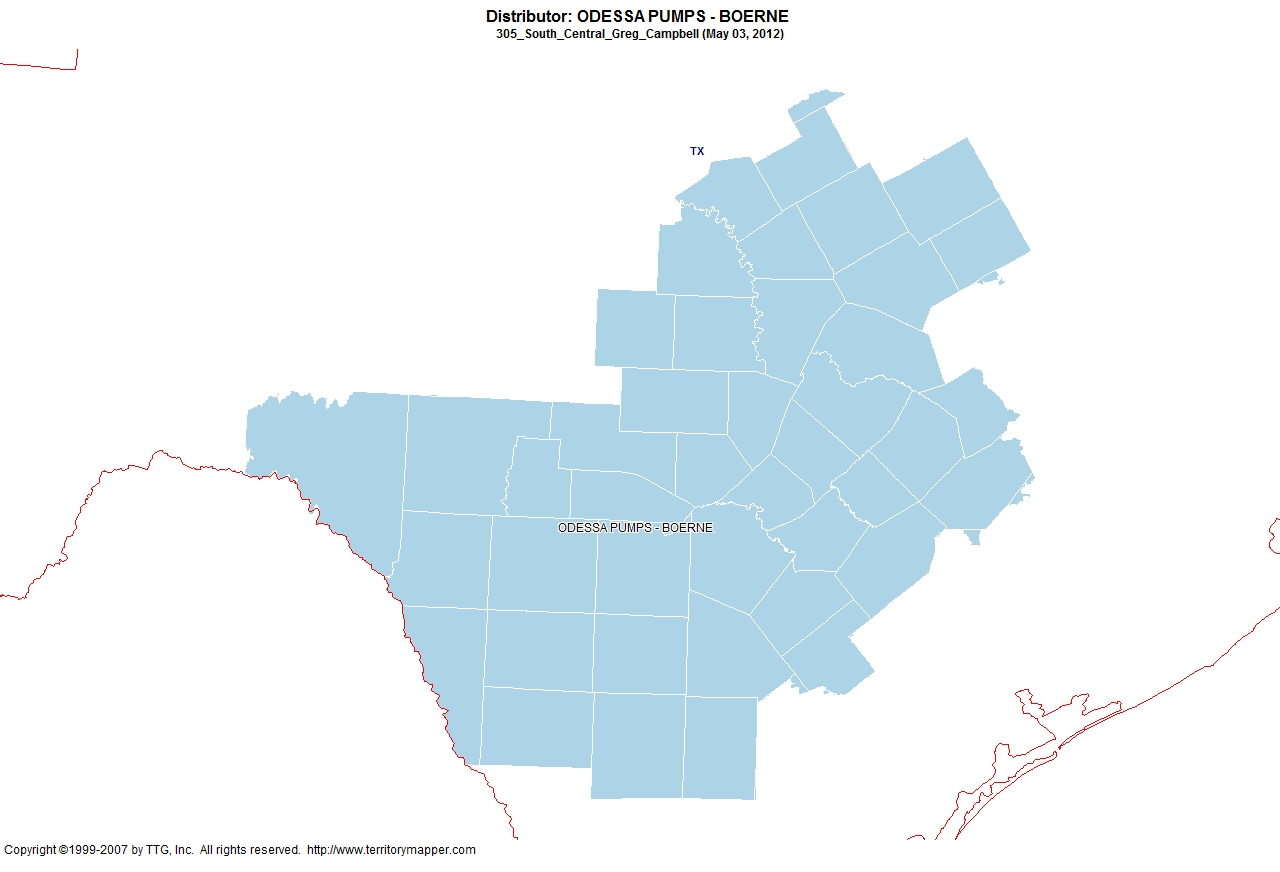 Distributor: ODESSA PUMPS - BOERNE
305_South_Central_Greg_Campbell (May 03, 2012)
TX
ODESSA PUMPS - BOERNE
Copyright ©1999-2007 by TTG, Inc. All rights reserved. http://www.territorymapper.com